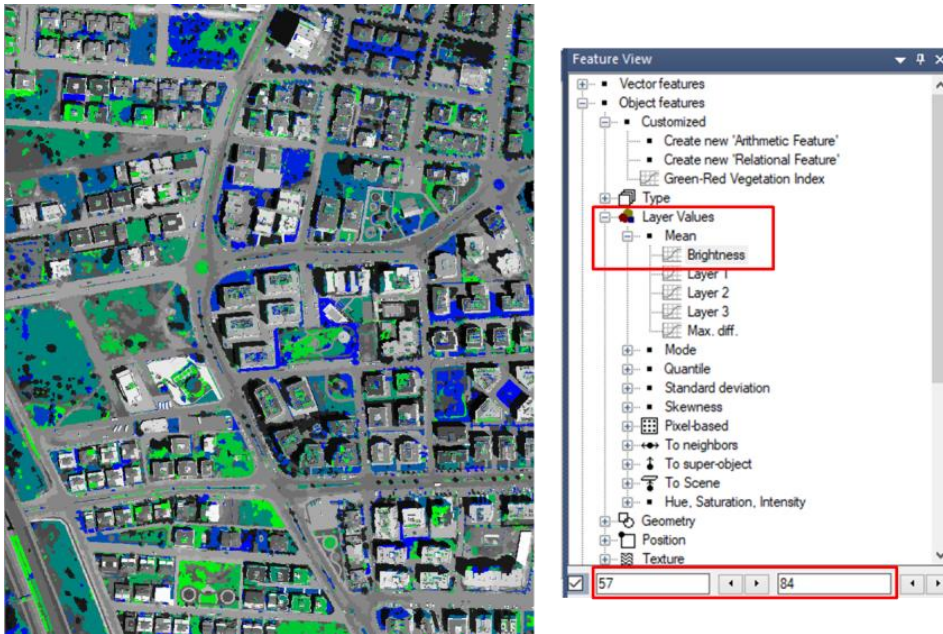 Feature View
Vector features
Object features
Customized
Create new 'Arithmetic Feature'
Create new 'Relational Feature'
Green-Red Vegetation Index
Type
Layer Values
Mean
Brightness
Layer 1
Layer 2
Layer 3
Max. diff.
Mode
Quantile
Standard deviation
Skewness
Pixel-based
To neighbors
To super-object
To Scene
Hue, Saturation, Intensity
Geometry
Position
Texture
57 84